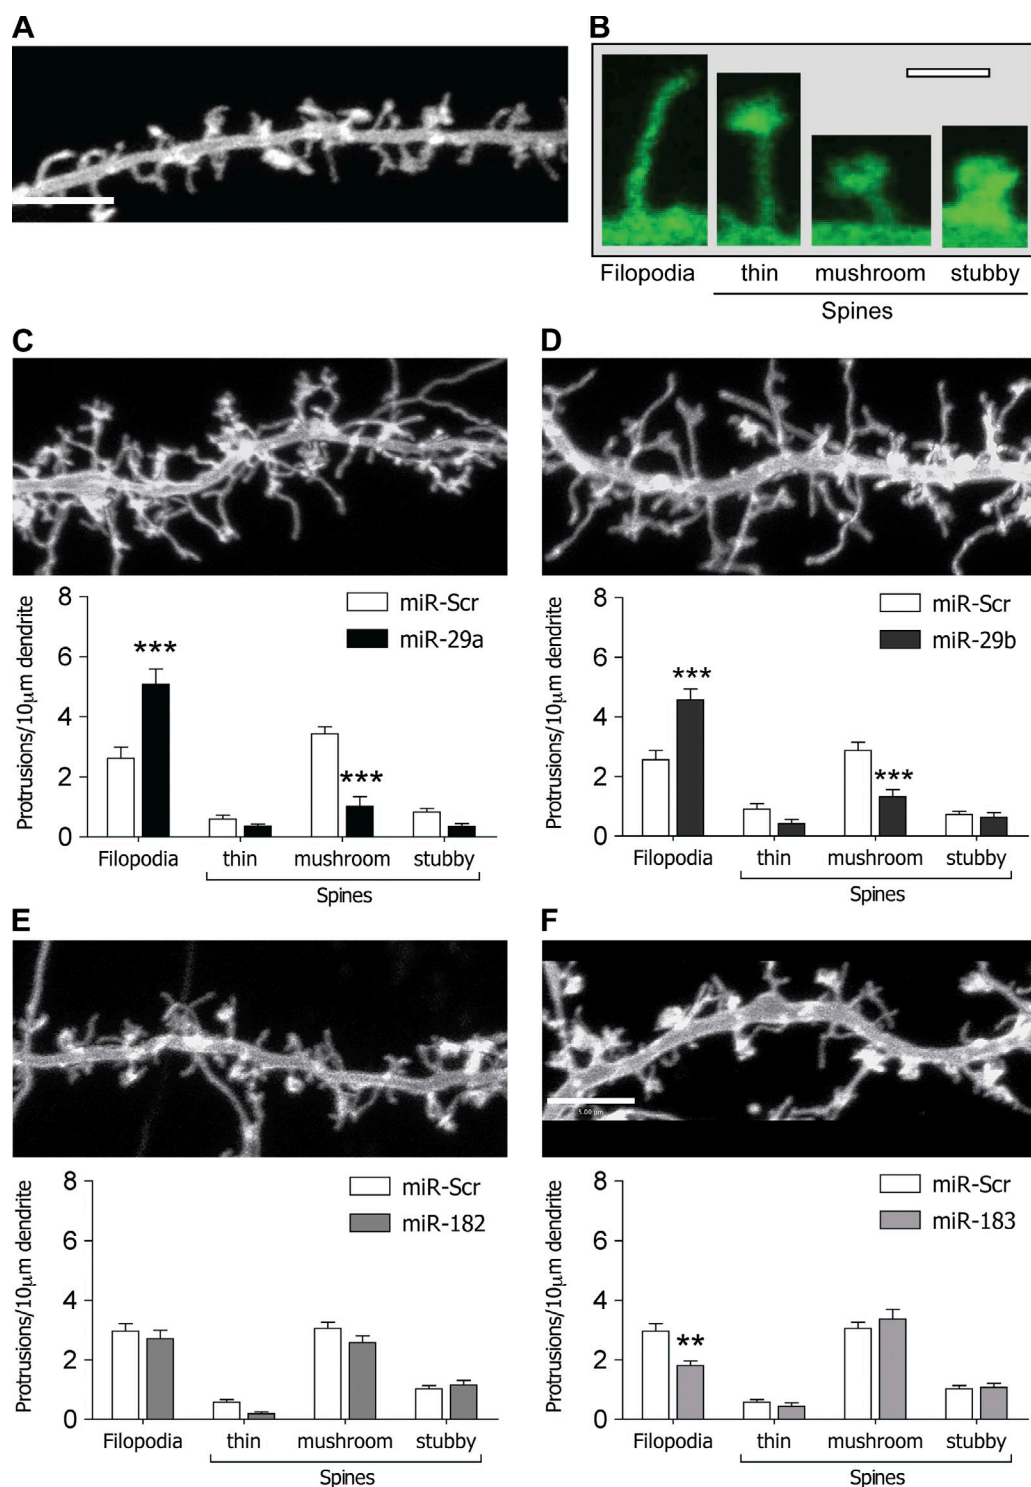 A
B
Filopodia thin mushroom stubby
Spines
C
D
Protrusions/10µm dendrite
8
6
4
2
0
miR-Scr
miR-29a
***
***
Filopodia thin mushroom stubby
Spines
Protrusions/10µm dendrite
8
6
4
2
0
miR-Scr
miR-29b
***
***
Filopodia thin mushroom stubby
Spines
E
F
5.00 µm
Protrusions/10µm dendrite
8
6
4
2
0
miR-Scr
miR-182
Filopodia thin mushroom stubby
Spines
Protrusions/10µm dendrite
8
6
4
2
0
miR-Scr
miR-183
**
Filopodia thin mushroom stubby
Spines